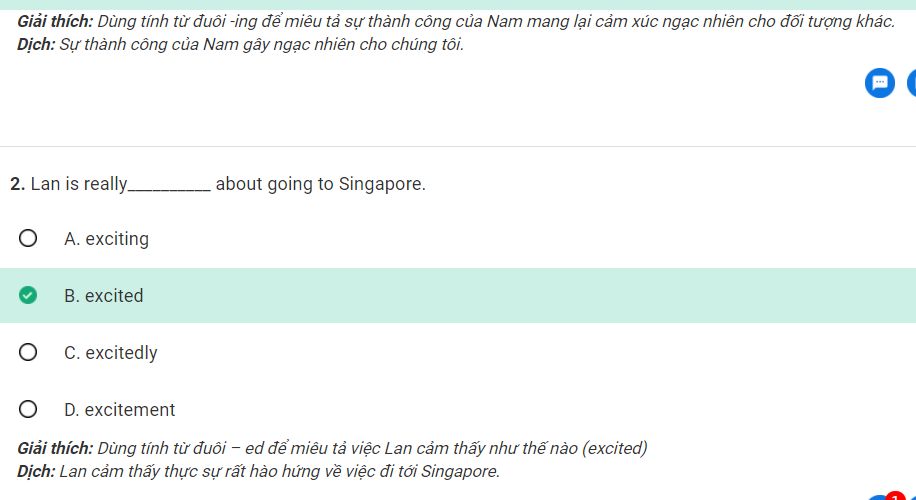 Giải thích: Dùng tính từ đuôi -ing để miêu tả sự thành công của Nam mang lại cảm xúc ngạc nhiên cho đối tượng khác.
Dịch: Sự thành công của Nam gây ngạc nhiên cho chúng tôi.
2. Lan is really__________ about going to Singapore.
A. exciting
B. excited
C. excitedly
D. excitement
Giải thích: Dùng tính từ đuôi – ed để miêu tả việc Lan cảm thấy như thế nào (excited)
Dịch: Lan cảm thấy thực sự rất hào hứng về việc đi tới Singapore.